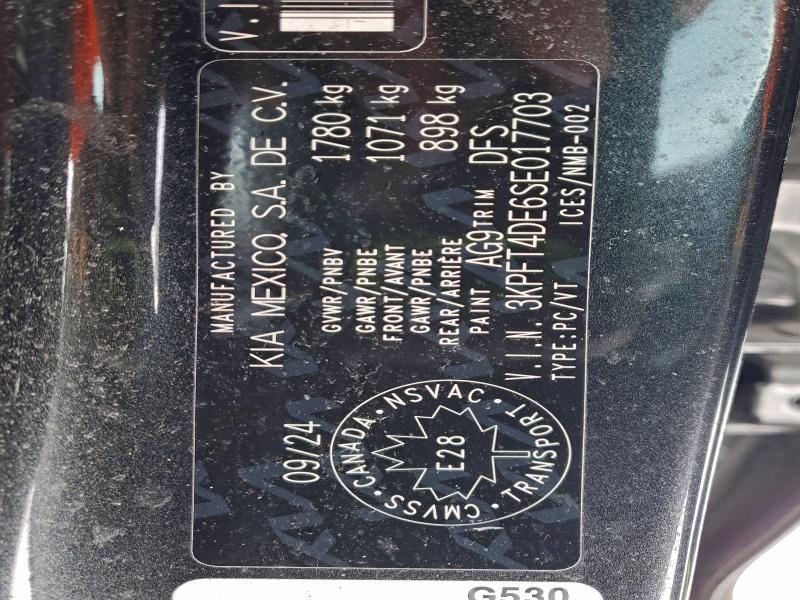 MANUFACTURED BY
KIA MEXICO, S.A. DE C.V.
09/24
GVWR/PNBV 1780 kg
GAWR/PNBE
FRONT/AVANT 1071 kg
GAWR/PNBE
REAR/ARRIÈRE 898 kg
PAINT AG9 TRIM DFS
V.I.N. 3KPFT4DE6SE017703
TYPE:PC/VT ICES/NMB-002
CMVSS • CANADA • NSVAC • TRANSPORT •
E28
V.I
G530